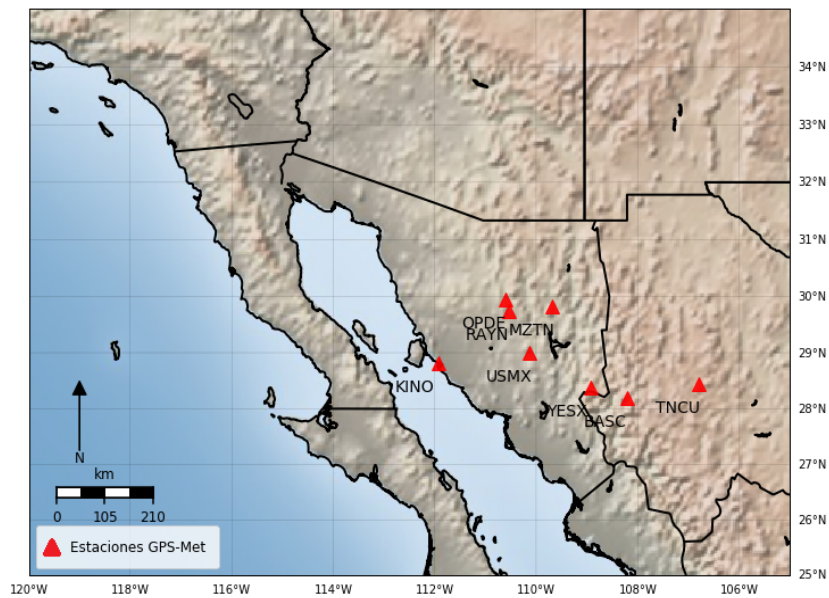 34°N
33°N
32°N
31°N
30°N
OPDE
MZTN
RAYN
29°N
USMX
KINO
TNCU
28°N
YESX
BASC
N
27°N
km
0 105 210
26°N
Estaciones GPS-Met
25°N
120°W 118°W 116°W 114°W 112°W 110°W 108°W 106°W